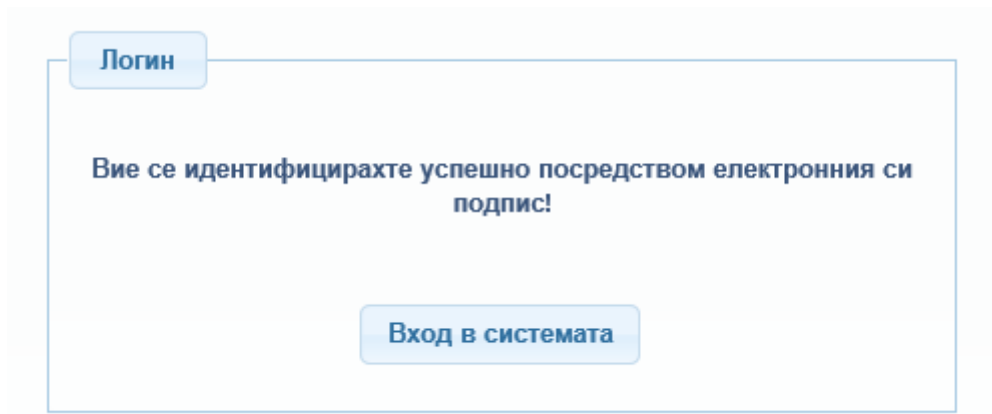 Логин
Вие се идентифицирахте успешно посредством електронния си
подпис!
Вход в системата